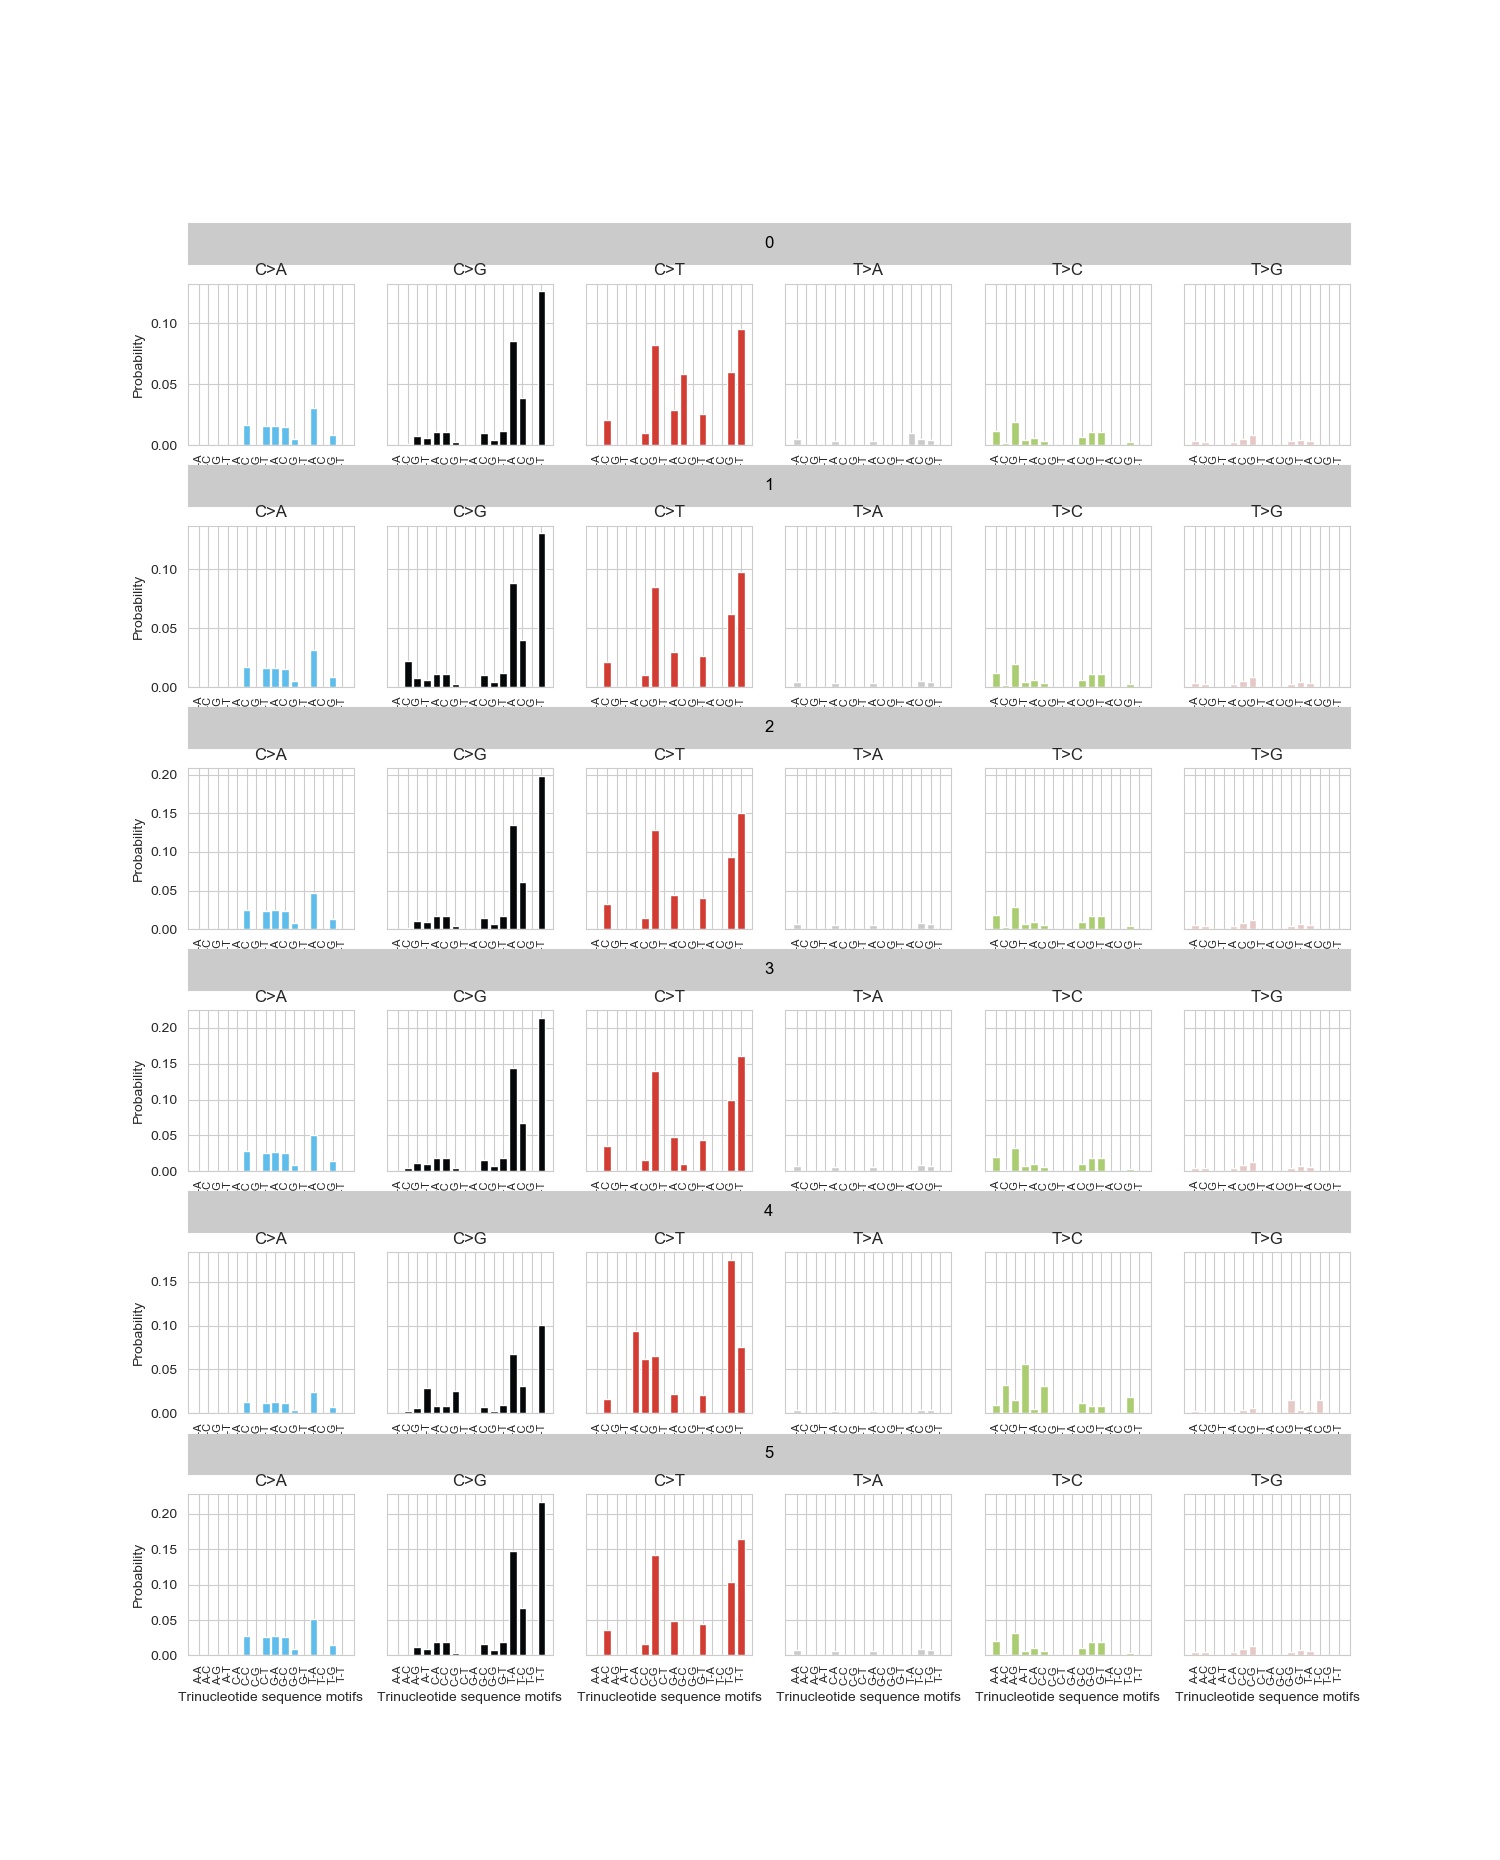 0
C>A C>G C>T T>A T>C T>G
0.10
0.05
0.00
Probability
1
C>A C>G C>T T>A T>C T>G
0.10
0.05
0.00
Probability
2
C>A C>G C>T T>A T>C T>G
0.20
0.15
0.10
0.05
0.00
Probability
3
C>A C>G C>T T>A T>C T>G
0.20
0.15
0.10
0.05
0.00
Probability
4
C>A C>G C>T T>A T>C T>G
0.15
0.10
0.05
0.00
Probability
5
C>A C>G C>T T>A T>C T>G
0.20
0.15
0.10
0.05
0.00
Probability
A-A A-C A-G A-T C-A C-C C-G C-T G-A G-C G-G G-T T-A T-C T-G T-T
A-A A-C A-G A-T C-A C-C C-G C-T G-A G-C G-G G-T T-A T-C T-G T-T
A-A A-C A-G A-T C-A C-C C-G C-T G-A G-C G-G G-T T-A T-C T-G T-T
A-A A-C A-G A-T C-A C-C C-G C-T G-A G-C G-G G-T T-A T-C T-G T-T
A-A A-C A-G A-T C-A C-C C-G C-T G-A G-C G-G G-T T-A T-C T-G T-T
A-A A-C A-G A-T C-A C-C C-G C-T G-A G-C G-G G-T T-A T-C T-G T-T
Trinucleotide sequence motifs Trinucleotide sequence motifs Trinucleotide sequence motifs Trinucleotide sequence motifs Trinucleotide sequence motifs Trinucleotide sequence motifs